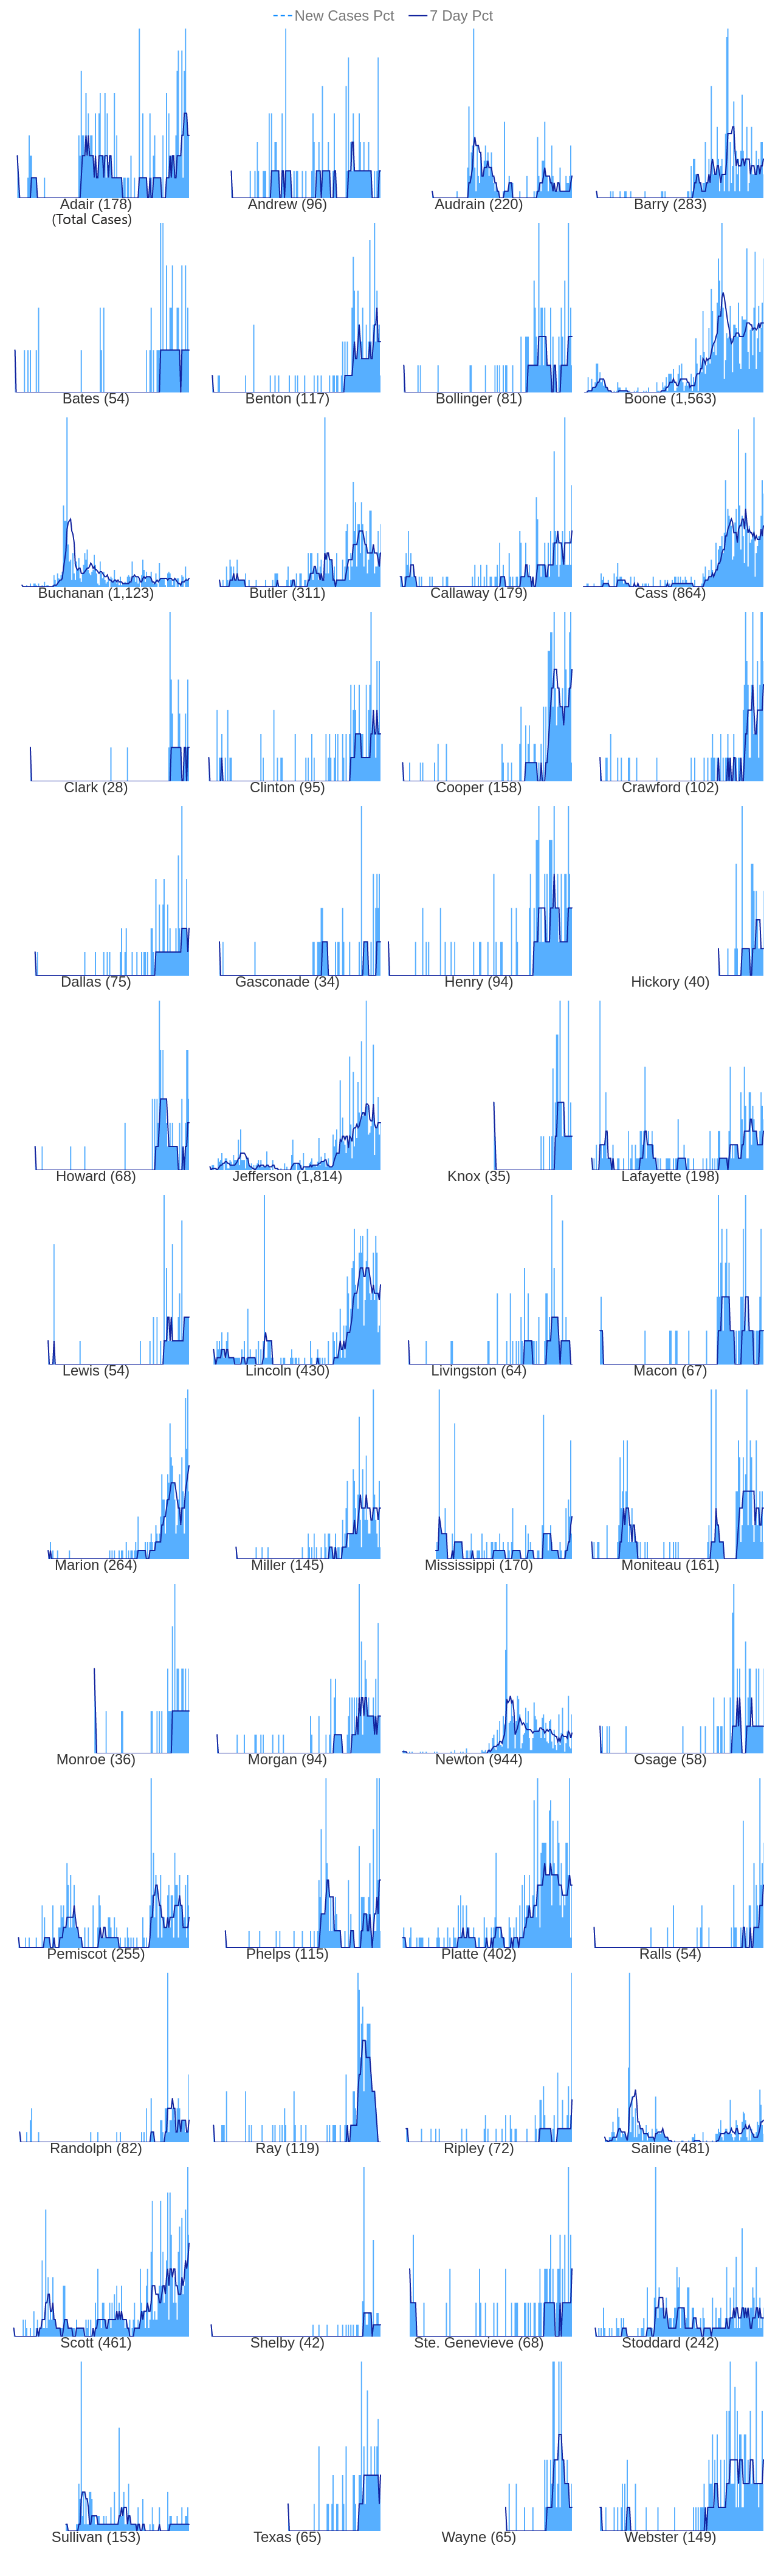 New Cases Pct 7 Day Pct
Adair (178) Andrew (96) Audrain (220) Barry (283)
(Total Cases)
Bates (54) Benton (117) Bollinger (81) Boone (1,563)
Buchanan (1,123) Butler (311) Callaway (179) Cass (864)
Clark (28) Clinton (95) Cooper (158) Crawford (102)
Dallas (75) Gasconade (34) Henry (94) Hickory (40)
Howard (68) Jefferson (1,814) Knox (35) Lafayette (198)
Lewis (54) Lincoln (430) Livingston (64) Macon (67)
Marion (264) Miller (145) Mississippi (170) Moniteau (161)
Monroe (36) Morgan (94) Newton (944) Osage (58)
Pemiscot (255) Phelps (115) Platte (402) Ralls (54)
Randolph (82) Ray (119) Ripley (72) Saline (481)
Scott (461) Shelby (42) Ste. Genevieve (68) Stoddard (242)
Sullivan (153) Texas (65) Wayne (65) Webster (149)